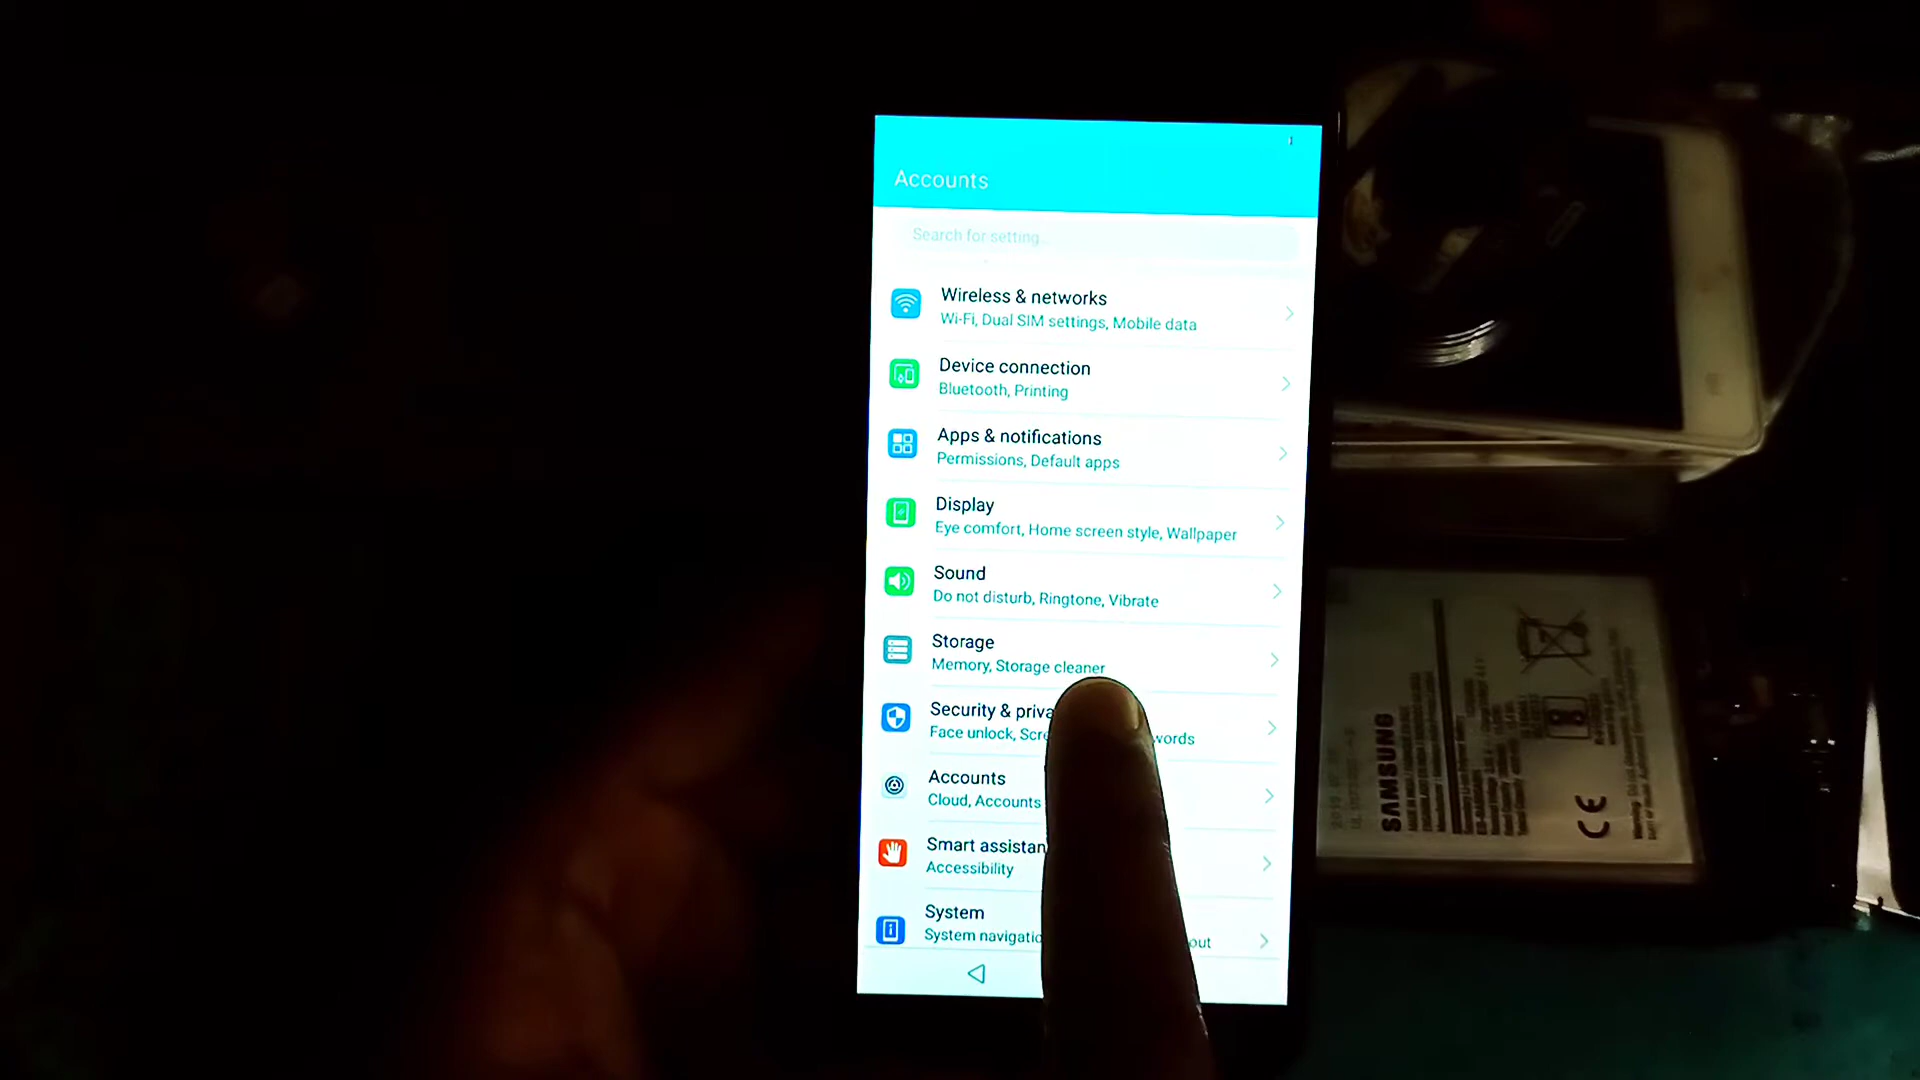 Accounts
Search for setting...
Wireless & networks
Wi-Fi, Dual SIM settings, Mobile data
Device connection
Bluetooth, Printing
Apps & notifications
Permissions, Default apps
Display
Eye comfort, Home screen style, Wallpaper
Sound
Do not disturb, Ringtone, Vibrate
Storage
Memory, Storage cleaner
Security & priva
Face unlock, Scre words
Accounts
Cloud, Accounts
Smart assistan
Accessibility
System
System navigatio out
SAMSUNG
CE